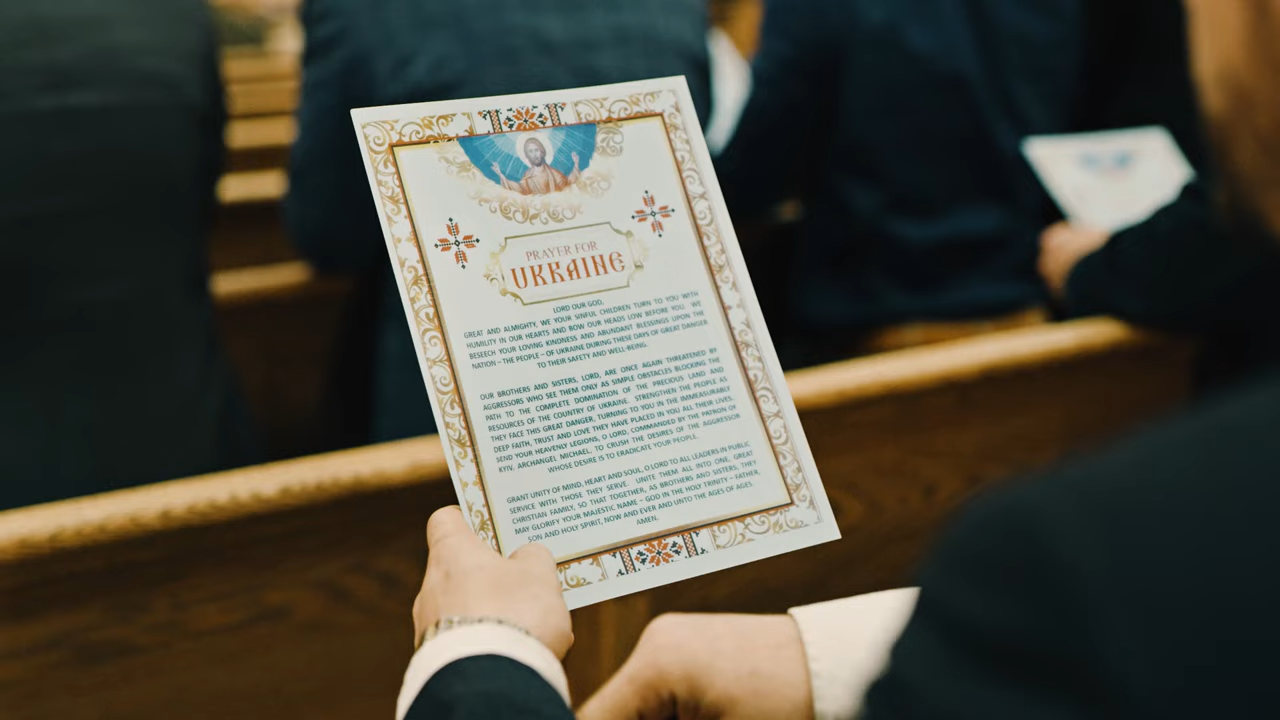 PRAYER FOR
UKRAINE
LORD OUR GOD,
GREAT AND ALMIGHTY, WE YOUR SINFUL CHILDREN TURN TO YOU WITH
HUMILITY IN OUR HEARTS AND BOW OUR HEADS LOW BEFORE YOU. WE
BESEECH YOUR LOVING KINDNESS AND ABUNDANT BLESSINGS UPON THE
NATION – THE PEOPLE – OF UKRAINE DURING THESE DAYS OF GREAT DANGER
TO THEIR SAFETY AND WELL-BEING.
OUR BROTHERS AND SISTERS, LORD, ARE ONCE AGAIN THREATENED BY
AGGRESSORS WHO SEE THEM ONLY AS SIMPLE OBSTACLES BLOCKING THE
PATH TO THE COMPLETE DOMINATION OF THE PRECIOUS LAND AND
RESOURCES OF THE COUNTRY OF UKRAINE. STRENGTHEN THE PEOPLE AS
THEY FACE THIS GREAT DANGER, TURNING TO YOU IN THE IMMEASURABLY
DEEP FAITH, TRUST AND LOVE THEY HAVE PLACED IN YOU ALL THEIR LIVES.
SEND YOUR HEAVENLY LEGIONS, O LORD, COMMANDED BY THE PATRON OF
KYIV, ARCHANGEL MICHAEL, TO CRUSH THE DESIRES OF THE AGGRESSOR
WHOSE DESIRE IS TO ERADICATE YOUR PEOPLE.
GRANT UNITY OF MIND, HEART AND SOUL, O LORD TO ALL LEADERS IN PUBLIC
SERVICE WITH THOSE THEY SERVE. UNITE THEM ALL INTO ONE, GREAT
CHRISTIAN FAMILY, SO THAT TOGETHER, AS BROTHERS AND SISTERS, THEY
MAY GLORIFY YOUR MAJESTIC NAME – GOD IN THE HOLY TRINITY – FATHER,
SON AND HOLY SPIRIT, NOW AND EVER AND UNTO THE AGES OF AGES.
AMEN.